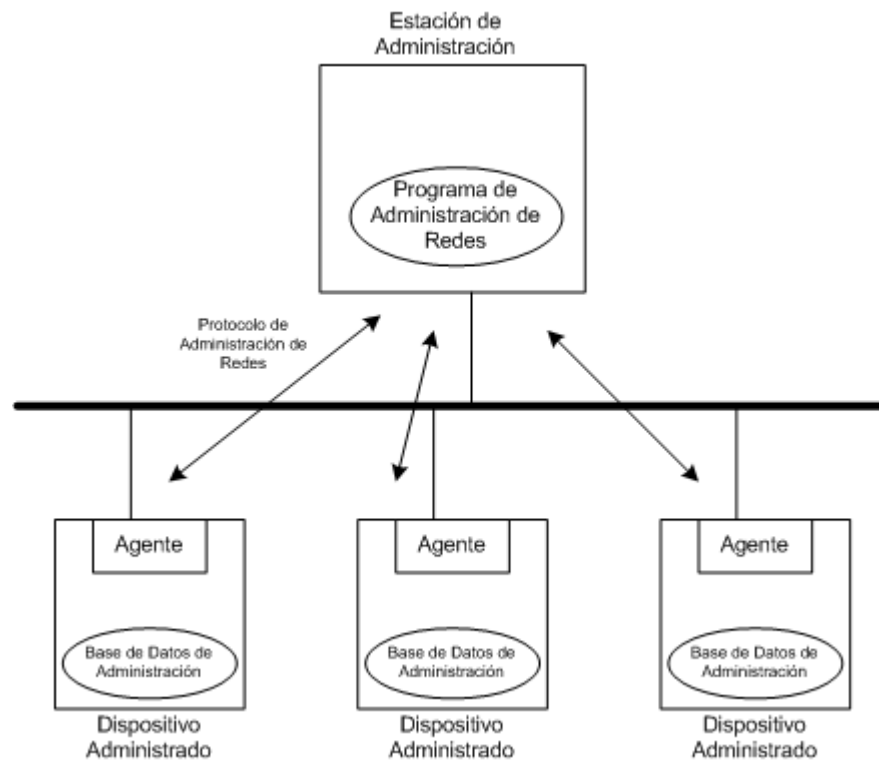 Estación de
Administración
Programa de
Administración de
Redes
Protocolo de
Administración de
Redes
Agente
Agente
Agente
Base de Datos de
Administración
Base de Datos de
Administración
Base de Datos de
Administración
Dispositivo
Administrado
Dispositivo
Administrado
Dispositivo
Administrado